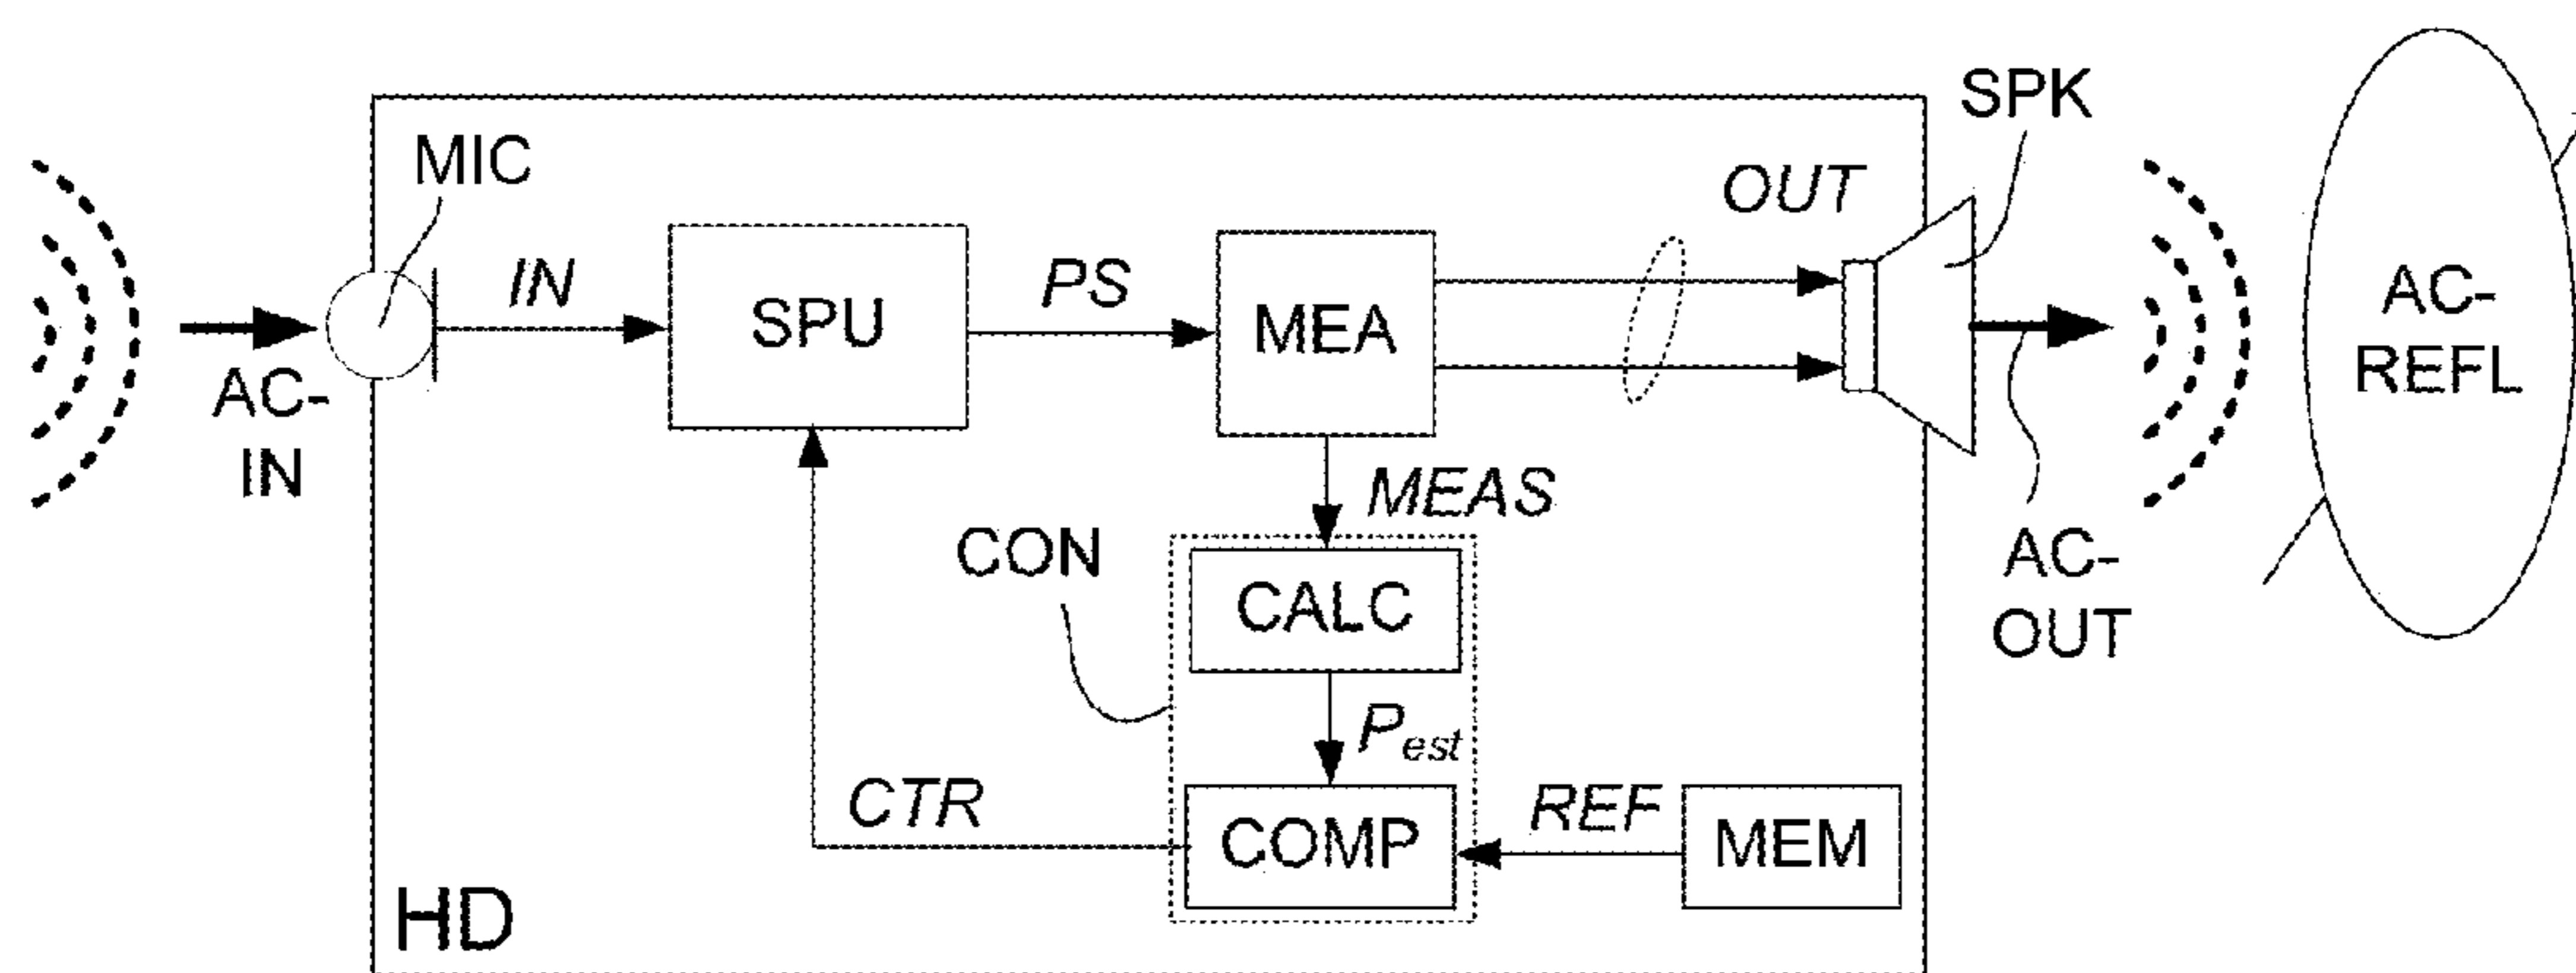 SPK
MIC
OUT
IN
PS
SPU
MEA
AC-
REFL
AC-
IN
MEAS
CON
AC-
OUT
CALC
Pest
CTR
REF
COMP
MEM
HD